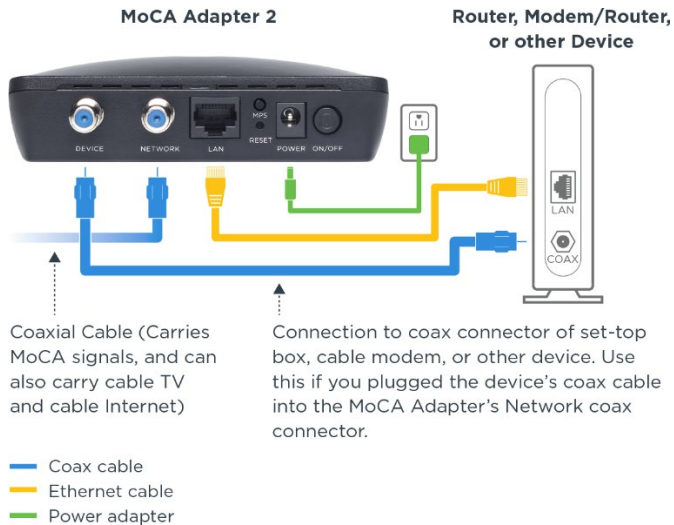 MoCA Adapter 2
Router, Modem/Router,
or other Device
DEVICE
NETWORK
LAN
MPS
RESET
POWER
ON/OFF
LAN
COAX
Coaxial Cable (Carries
MoCA signals, and can
also carry cable TV
and cable Internet)
Connection to coax connector of set-top
box, cable modem, or other device. Use
this if you plugged the device's coax cable
into the MoCA Adapter's Network coax
connector.
Coax cable
Ethernet cable
Power adapter